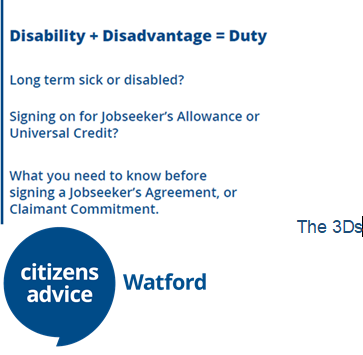 Disability + Disadvantage = Duty
Long term sick or disabled?
Signing on for Jobseeker's Allowance or
Universal Credit?
What you need to know before
signing a Jobseeker's Agreement, or
Claimant Commitment.
The 3Ds
citizens
advice
Watford